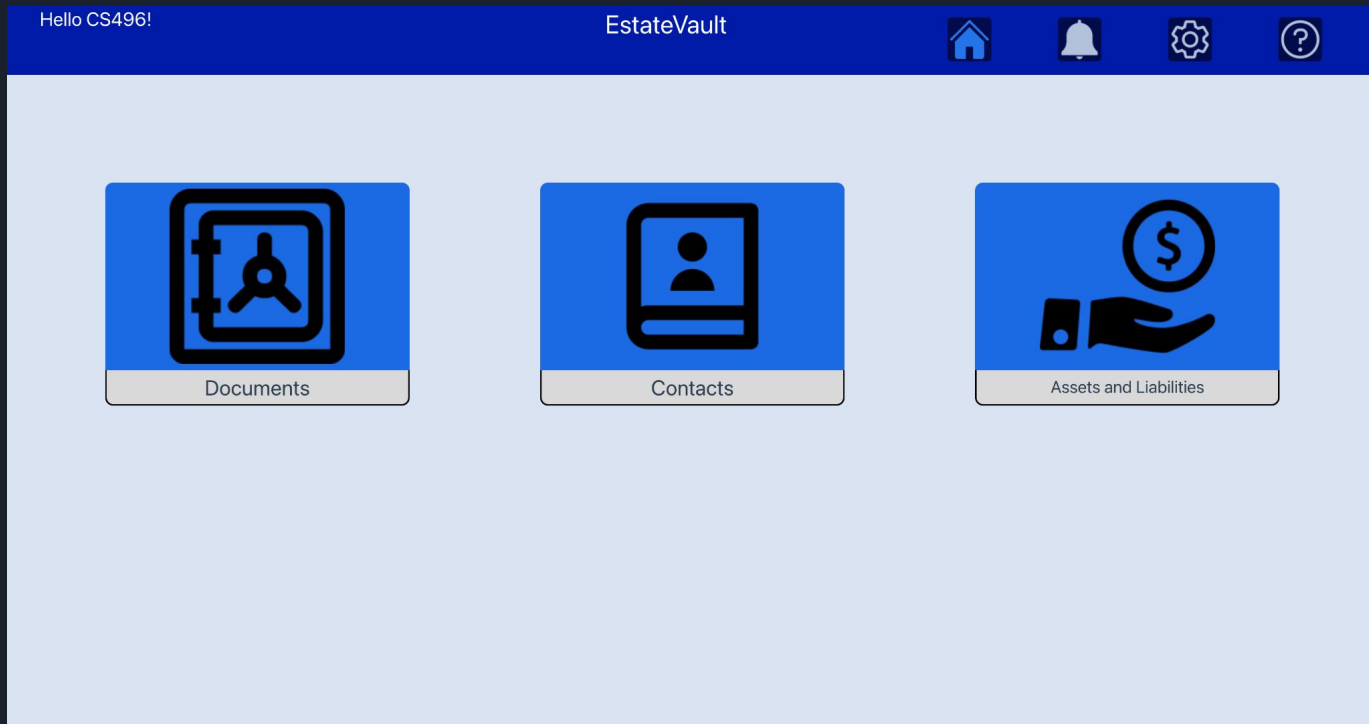 Hello CS496!
EstateVault
Documents
Contacts
Assets and Liabilities